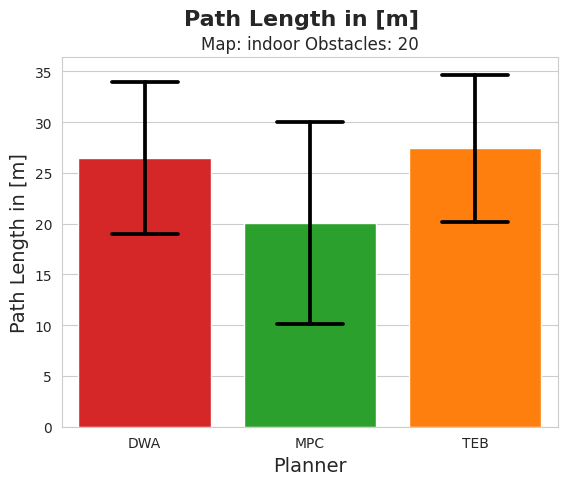 Path Length in [m]
Map: indoor Obstacles: 20
Path Length in [m]
35
30
25
20
15
10
5
0
DWA
MPC
TEB
Planner